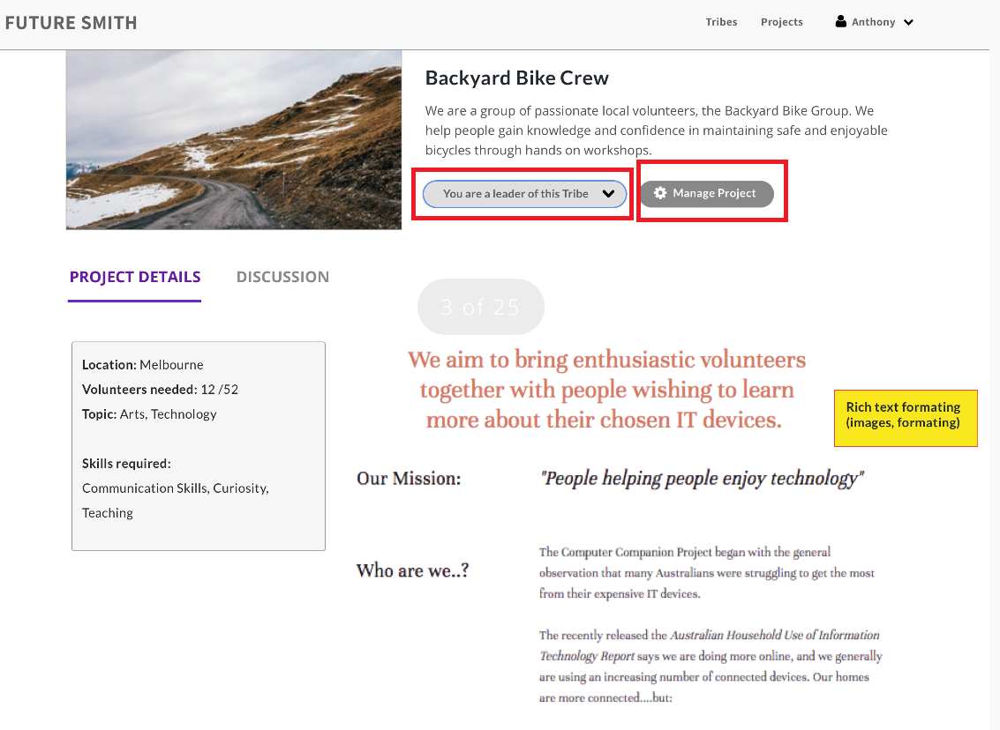 FUTURE SMITH
Tribes
Projects
Anthony
Backyard Bike Crew
We are a group of passionate local volunteers, the Backyard Bike Group. We
help people gain knowledge and confidence in maintaining safe and enjoyable
bicycles through hands on workshops.
You are a leader of this Tribe
Manage Project
PROJECT DETAILS
DISCUSSION
3 of 25
Location: Melbourne
Volunteers needed: 12 /52
Topic: Arts, Technology
Skills required:
Communication Skills, Curiosity,
Teaching
We aim to bring enthusiastic volunteers
together with people wishing to learn
more about their chosen IT devices.
Rich text formating
(images, formating)
Our Mission:
"People helping people enjoy technology"
Who are we..?
The Computer Companion Project began with the general
observation that many Australians were struggling to get the most
from their expensive IT devices.
The recently released the Australian Household Use of Information
Technology Report says we are doing more online, and we generally
are using an increasing number of connected devices. Our homes
are more connected....but: